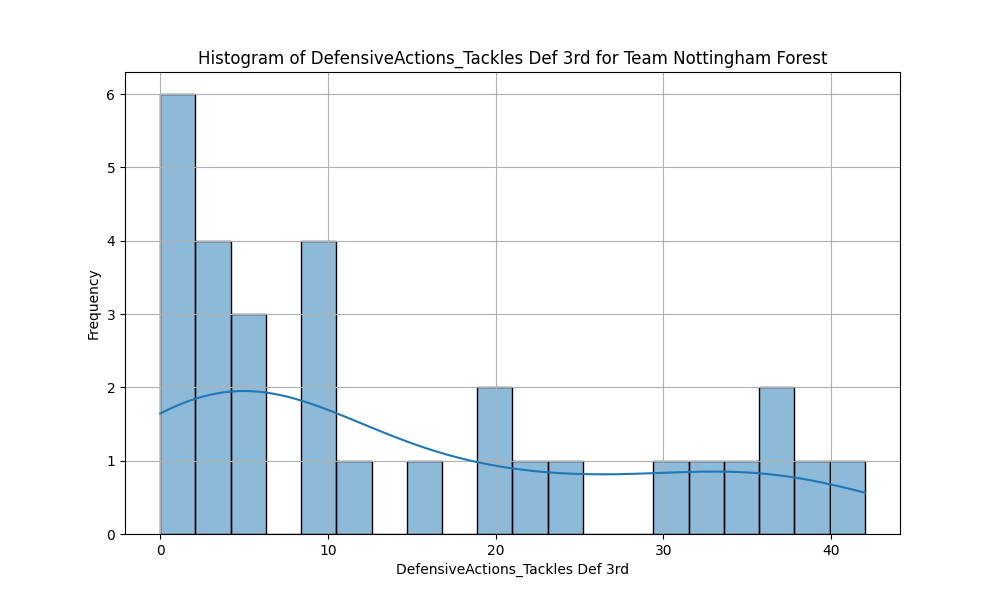 Histogram of DefensiveActions_Tackles Def 3rd for Team Nottingham Forest
6
5
4
3
2
1
0
Frequency
0 10 20 30 40
DefensiveActions_Tackles Def 3rd